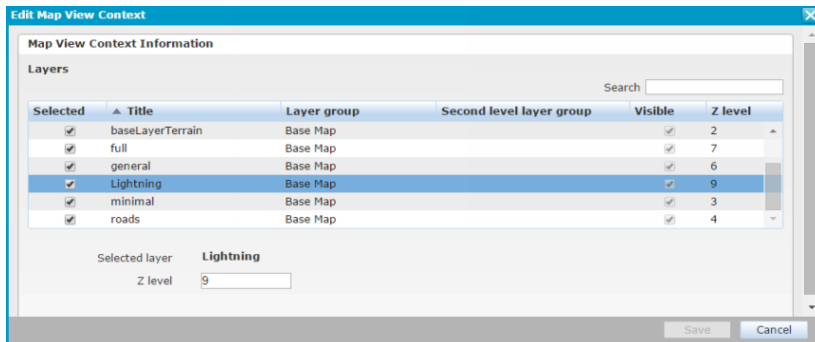 Edit Map View Context
Map View Context Information
Layers
Search
Selected Title Layer group Second level layer group Visible Z level
baseLayerTerrain Base Map 2
full Base Map 7
general Base Map 6
Lightning Base Map 9
minimal Base Map 3
roads Base Map 4
Selected layer Lightning
Z level 9
Save Cancel